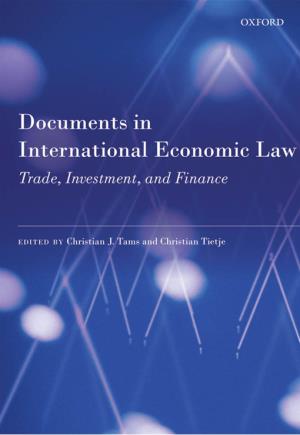 OXFORD
Documents in
International Economic Law
Trade, Investment, and Finance
EDITED BY Christian J. Tams and Christian Tietje